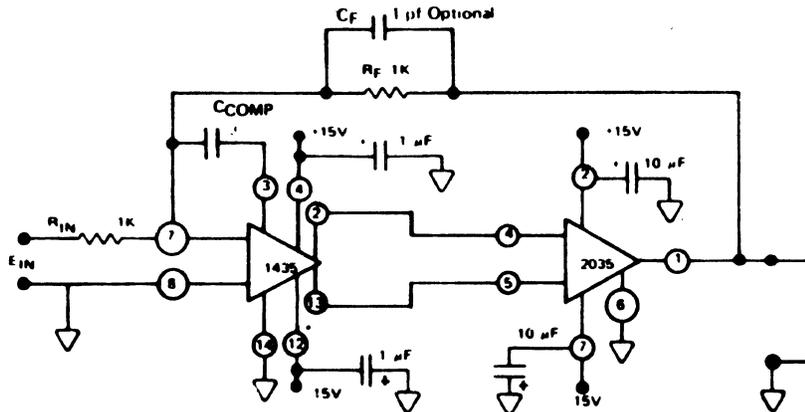 CF 1 pf Optional
RF 1K
CCOMP
+15V
1 µF
+15V
+ 10 µF
3
4
2
2
RIN 1K
7
4
EIN
1435
2035
1
8
5
13
6
14
12
10 µF
7
1 µF
+
15V
+
15V